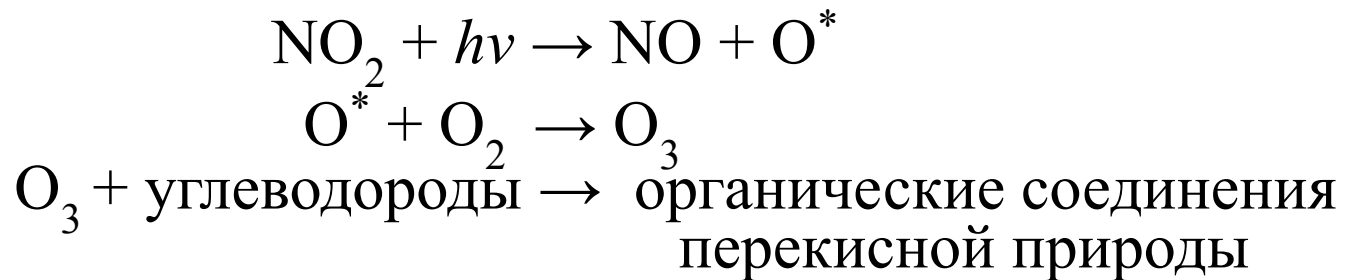 NO₂ + hν → NO + O*
O* + O₂ → O₃
O₃ + углеводороды → органические соединения
перекисной природы